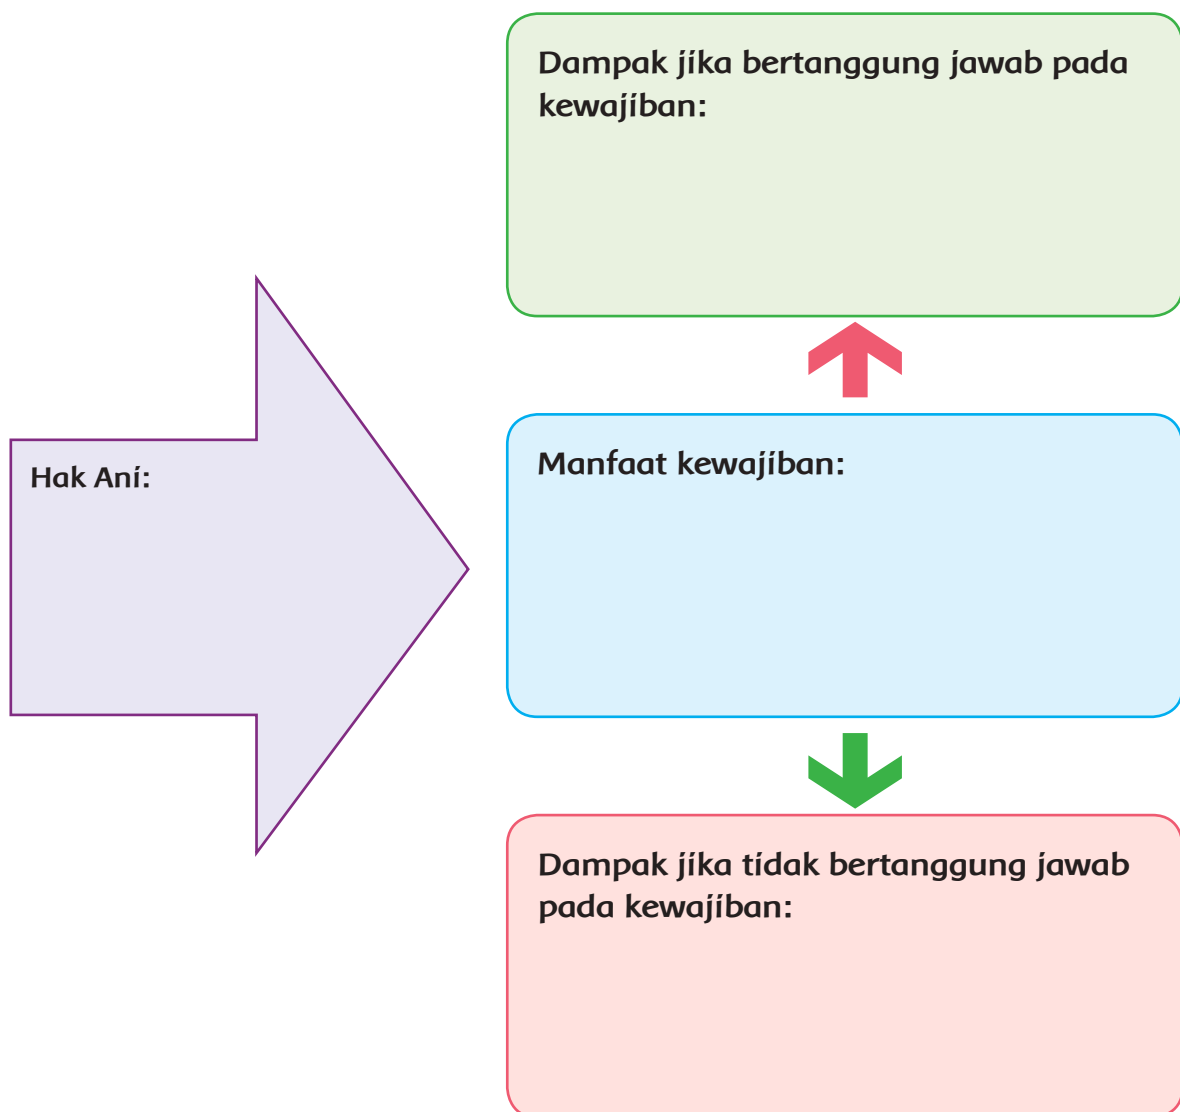 Dampak jika bertanggung jawab pada
kewajiban:
Hak Ani:
Manfaat kewajiban:
Dampak jika tidak bertanggung jawab
pada kewajiban: